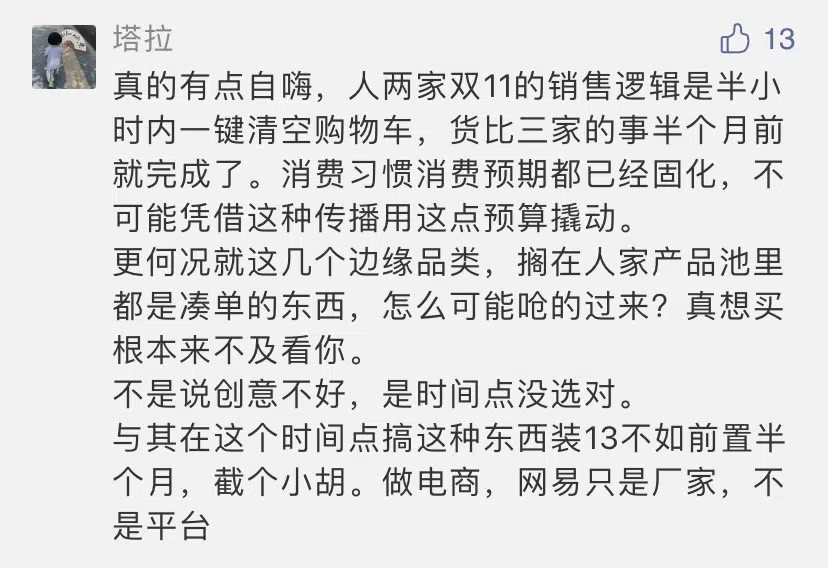 塔拉
13
真的有点自嗨，人两家双11的销售逻辑是半小
时内一键清空购物车，货比三家的事半个月前
就完成了。消费习惯消费预期都已经固化，不
可能凭借这种传播用这点预算撬动。
更何况就这几个边缘品类，搁在人家产品池里
都是凑单的东西，怎么可能呛的过来？真想买
根本来不及看你。
不是说创意不好，是时间点没选对。
与其在这个时间点搞这种东西装13不如前置半
个月，截个小胡。做电商，网易只是厂家，不
是平台